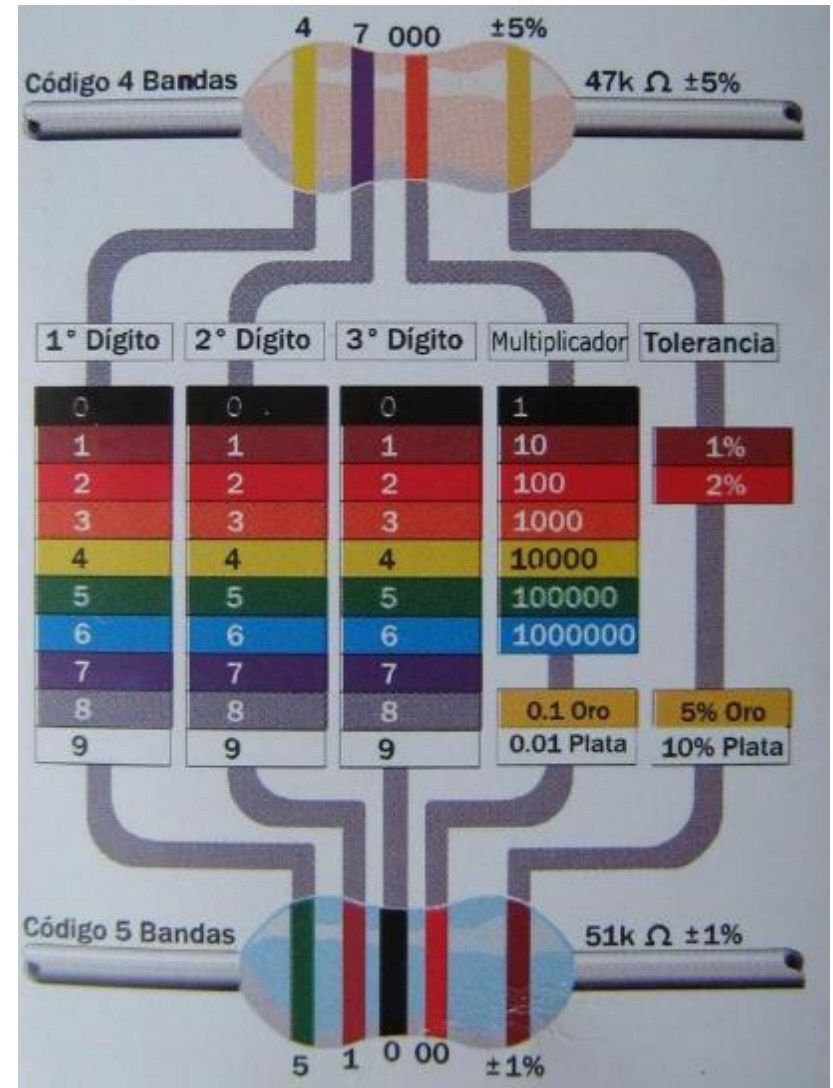 4 7 000 ±5%
Código 4 Bandas
47k Ω ±5%
1° Dígito 2° Dígito 3° Dígito Multiplicador Tolerancia
0 0 0 1
1 1 1 10 1%
2 2 2 100 2%
3 3 3 1000
4 4 4 10000
5 5 5 100000
6 6 6 1000000
7 7 7
8 8 8 0.1 Oro 5% Oro
9 9 9 0.01 Plata 10% Plata
Código 5 Bandas
51k Ω ±1%
5 1 0 00 ±1%